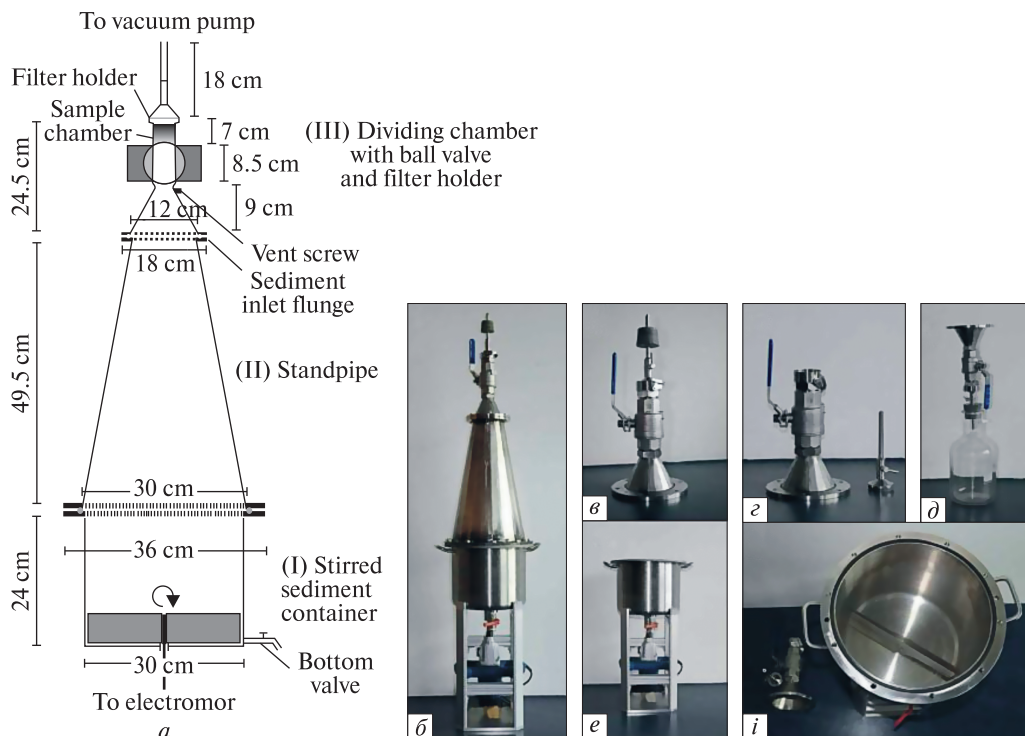 To vacuum pump
18 cm
Filter holder
Sample
chamber
7 cm
(III) Dividing chamber
with ball valve
and filter holder
8.5 cm
24.5 cm
12 cm
9 cm
Vent screw
18 cm
Sediment
inlet flunge
49.5 cm
(II) Standpipe
30 cm
36 cm
24 cm
(I) Stirred
sediment
container
30 cm
Bottom
valve
To electromor
а
б
в
г
д
е
і